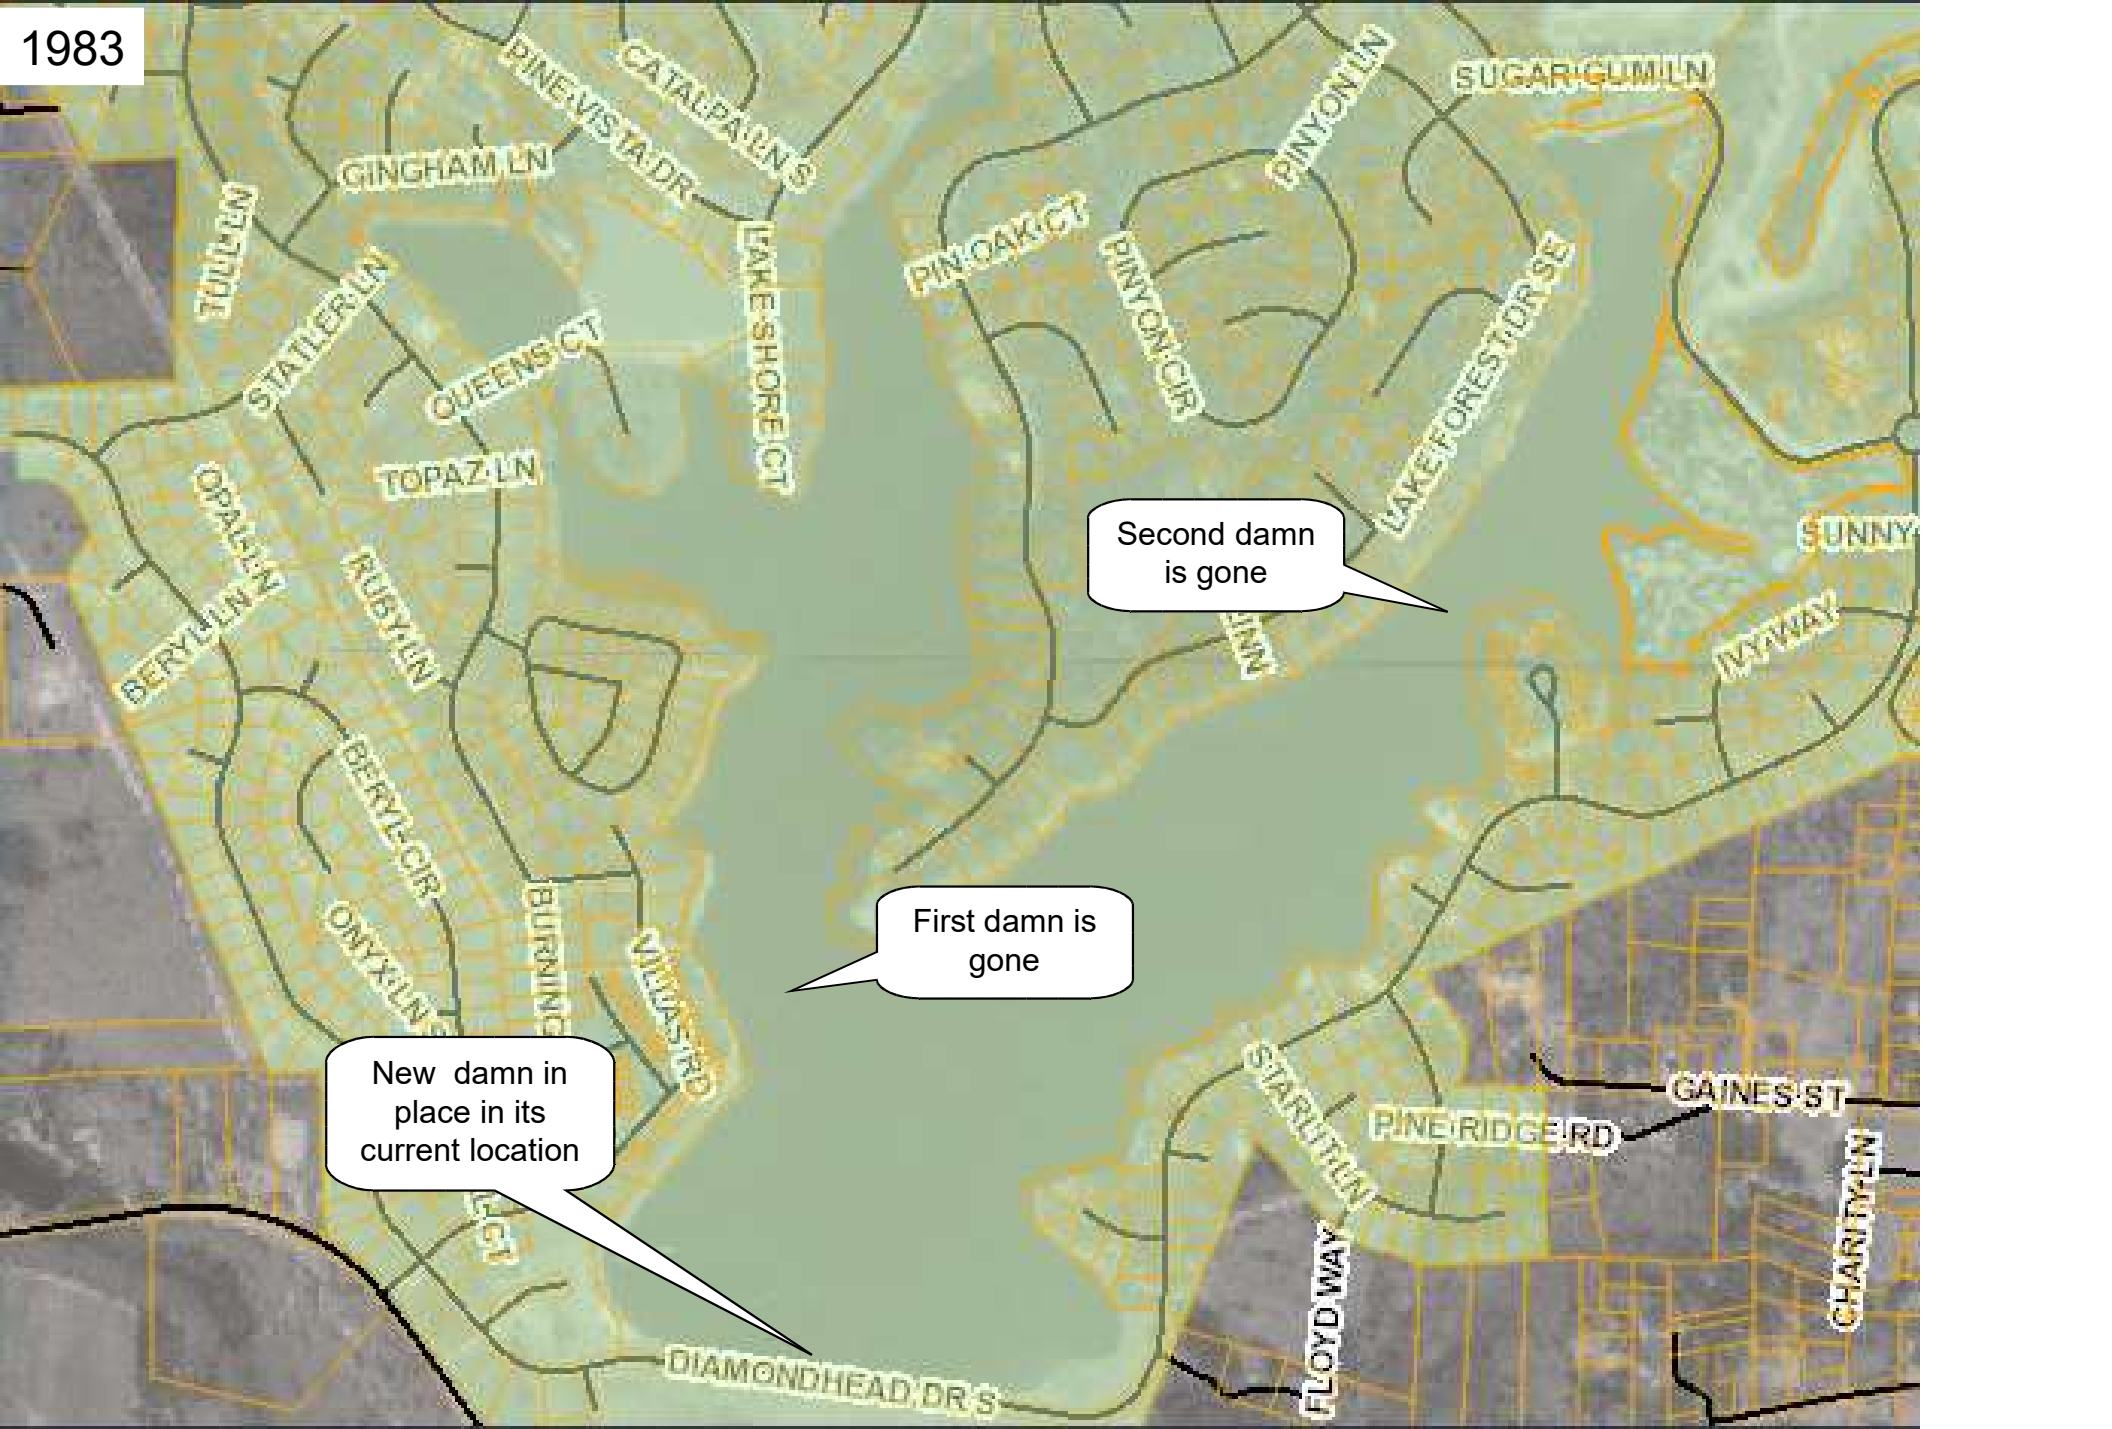 1983
PINE VISTA DR
CATALPA LN S
PINYON LN
SUGAR GUM LN
GINGHAM LN
TULL LN
STATLER LN
QUEENS CT
LAKE SHORE CT
PIN OAK CT
PINYON CIR
LAKE FOREST DR SE
TOPAZ LN
OPAL LN
BERYL LN
RUBY LN
Second damn
is gone
SUNNY
IVY WAY
BERYL CIR
First damn is
gone
ONYX LN S
BURNING
VILLAS RD
New damn in
place in its
current location
STARLIT LN
GAINES ST
PINE RIDGE RD
CHARITY LN
FLOYD WAY
DIAMONDHEAD DR S